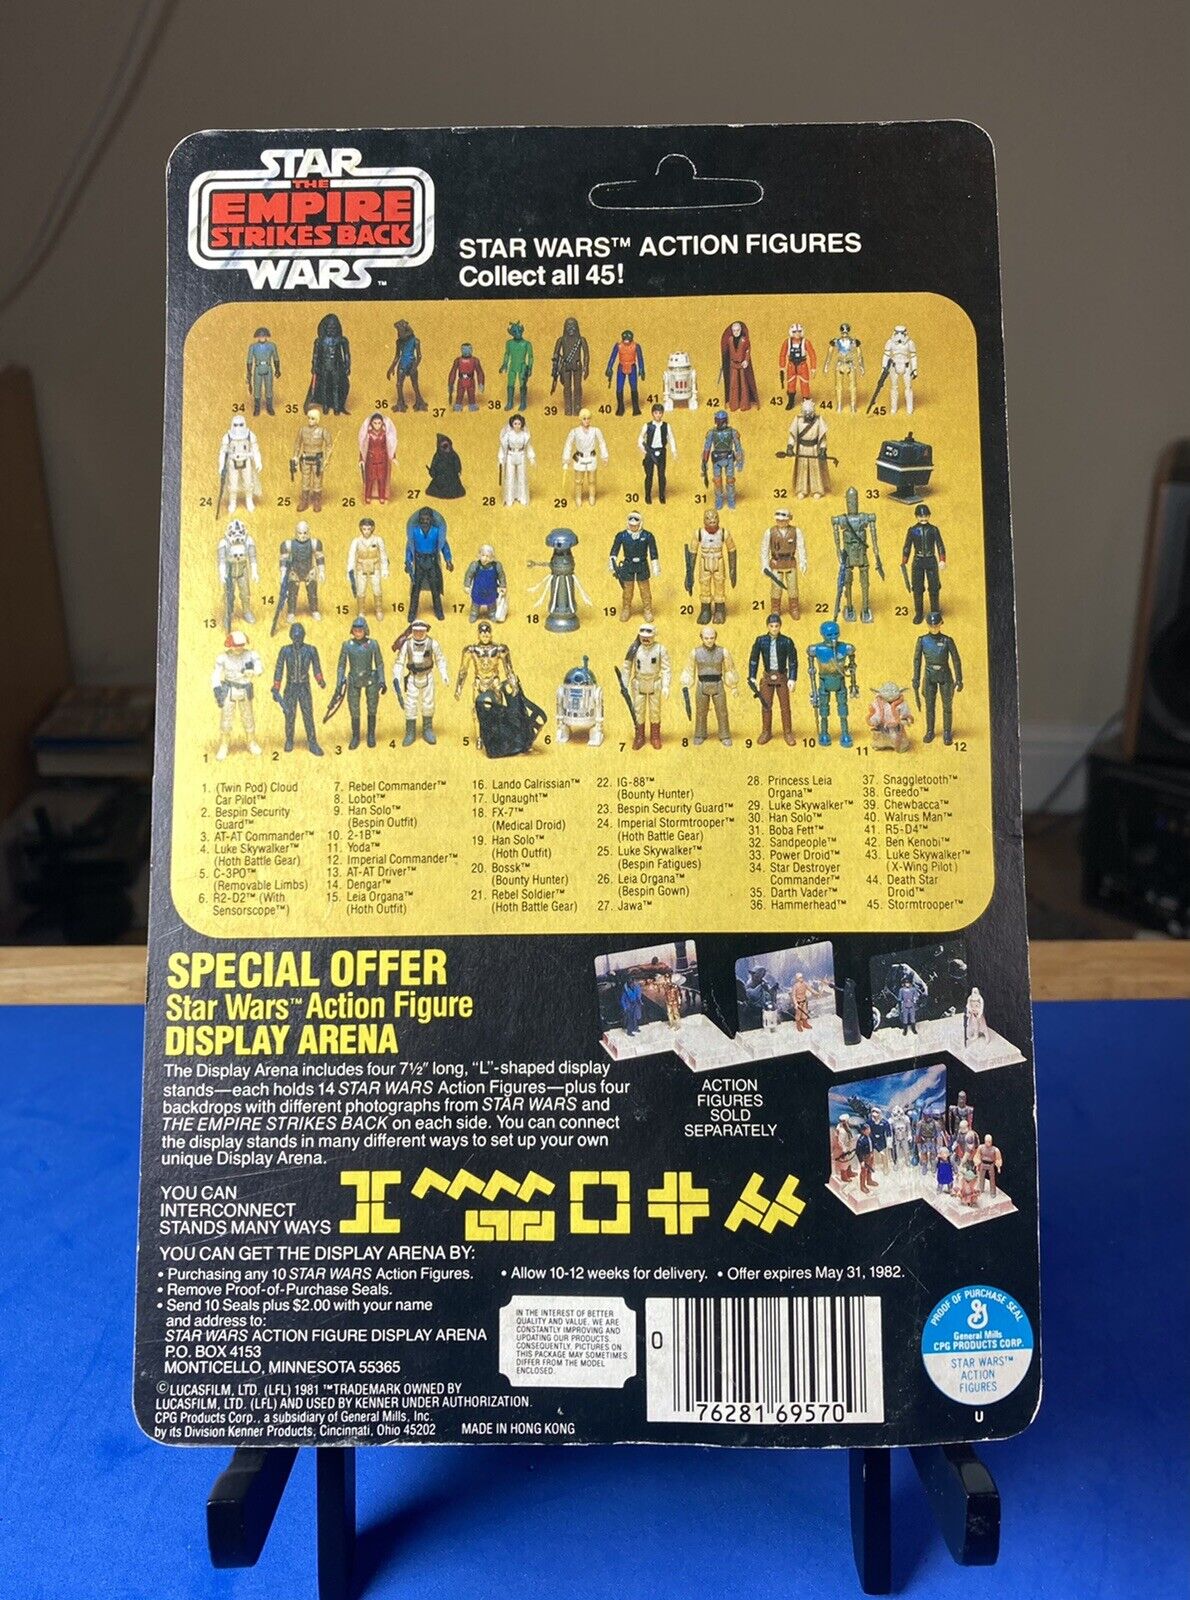 STAR
THE
EMPIRE
STRIKES BACK
WARS™
STAR WARS™ ACTION FIGURES
Collect all 45!
34 35 36 37 38 39 40 41 42 43 44 45
24 25 26 27 28 29 30 31 32 33
13 14 15 16 17 18 19 20 21 22 23
1 2 3 4 5 6 7 8 9 10 11 12
1. (Twin Pod) Cloud
Car Pilot™
2. Bespin Security
Guard™
3. AT-AT Commander™
4. Luke Skywalker™
(Hoth Battle Gear)
5. C-3PO™
(Removable Limbs)
6. R2-D2™ (With
Sensorscope™)
7. Rebel Commander™
8. Lobot™
9. Han Solo™
(Bespin Outfit)
10. 2-1B™
11. Yoda™
12. Imperial Commander™
13. AT-AT Driver™
14. Dengar™
15. Leia Organa™
(Hoth Outfit)
16. Lando Calrissian™
17. Ugnaught™
18. FX-7™
(Medical Droid)
19. Han Solo™
(Hoth Outfit)
20. Bossk™
(Bounty Hunter)
21. Rebel Soldier™
(Hoth Battle Gear)
22. IG-88™
(Bounty Hunter)
23. Bespin Security Guard™
24. Imperial Stormtrooper™
(Hoth Battle Gear)
25. Luke Skywalker™
(Bespin Fatigues)
26. Leia Organa™
(Bespin Gown)
27. Jawa™
28. Princess Leia
Organa™
29. Luke Skywalker™
30. Han Solo™
31. Boba Fett™
32. Sandpeople™
33. Power Droid™
34. Star Destroyer
Commander™
35. Darth Vader™
36. Hammerhead™
37. Snaggletooth™
38. Greedo™
39. Chewbacca™
40. Walrus Man™
41. R5-D4™
42. Ben Kenobi™
43. Luke Skywalker™
(X-Wing Pilot)
44. Death Star
Droid™
45. Stormtrooper™
SPECIAL OFFER
Star Wars™ Action Figure
DISPLAY ARENA
The Display Arena includes four 7½" long, "L"-shaped display
stands—each holds 14 STAR WARS Action Figures—plus four
backdrops with different photographs from STAR WARS and
THE EMPIRE STRIKES BACK on each side. You can connect
the display stands in many different ways to set up your own
unique Display Arena.
ACTION
FIGURES
SOLD
SEPARATELY
YOU CAN
INTERCONNECT
STANDS MANY WAYS
YOU CAN GET THE DISPLAY ARENA BY:
• Purchasing any 10 STAR WARS Action Figures.
• Remove Proof-of-Purchase Seals.
• Send 10 Seals plus $2.00 with your name
and address to:
STAR WARS ACTION FIGURE DISPLAY ARENA
P.O. BOX 4153
MONTICELLO, MINNESOTA 55365
• Allow 10-12 weeks for delivery. • Offer expires May 31, 1982.
IN THE INTEREST OF BETTER
QUALITY AND VALUE, WE ARE
CONSTANTLY IMPROVING AND
UPDATING OUR PRODUCTS.
CONSEQUENTLY, PICTURES ON
THIS PACKAGE MAY SOMETIMES
DIFFER FROM THE MODEL
ENCLOSED.
0
76281 69570
PROOF OF PURCHASE SEAL
General Mills
CPG PRODUCTS CORP.
STAR WARS™
ACTION
FIGURES
U
© LUCASFILM, LTD. (LFL) 1981 ™TRADEMARK OWNED BY
LUCASFILM, LTD. (LFL) AND USED BY KENNER UNDER AUTHORIZATION.
CPG Products Corp., a subsidiary of General Mills, Inc.
by its Division Kenner Products, Cincinnati, Ohio 45202
MADE IN HONG KONG